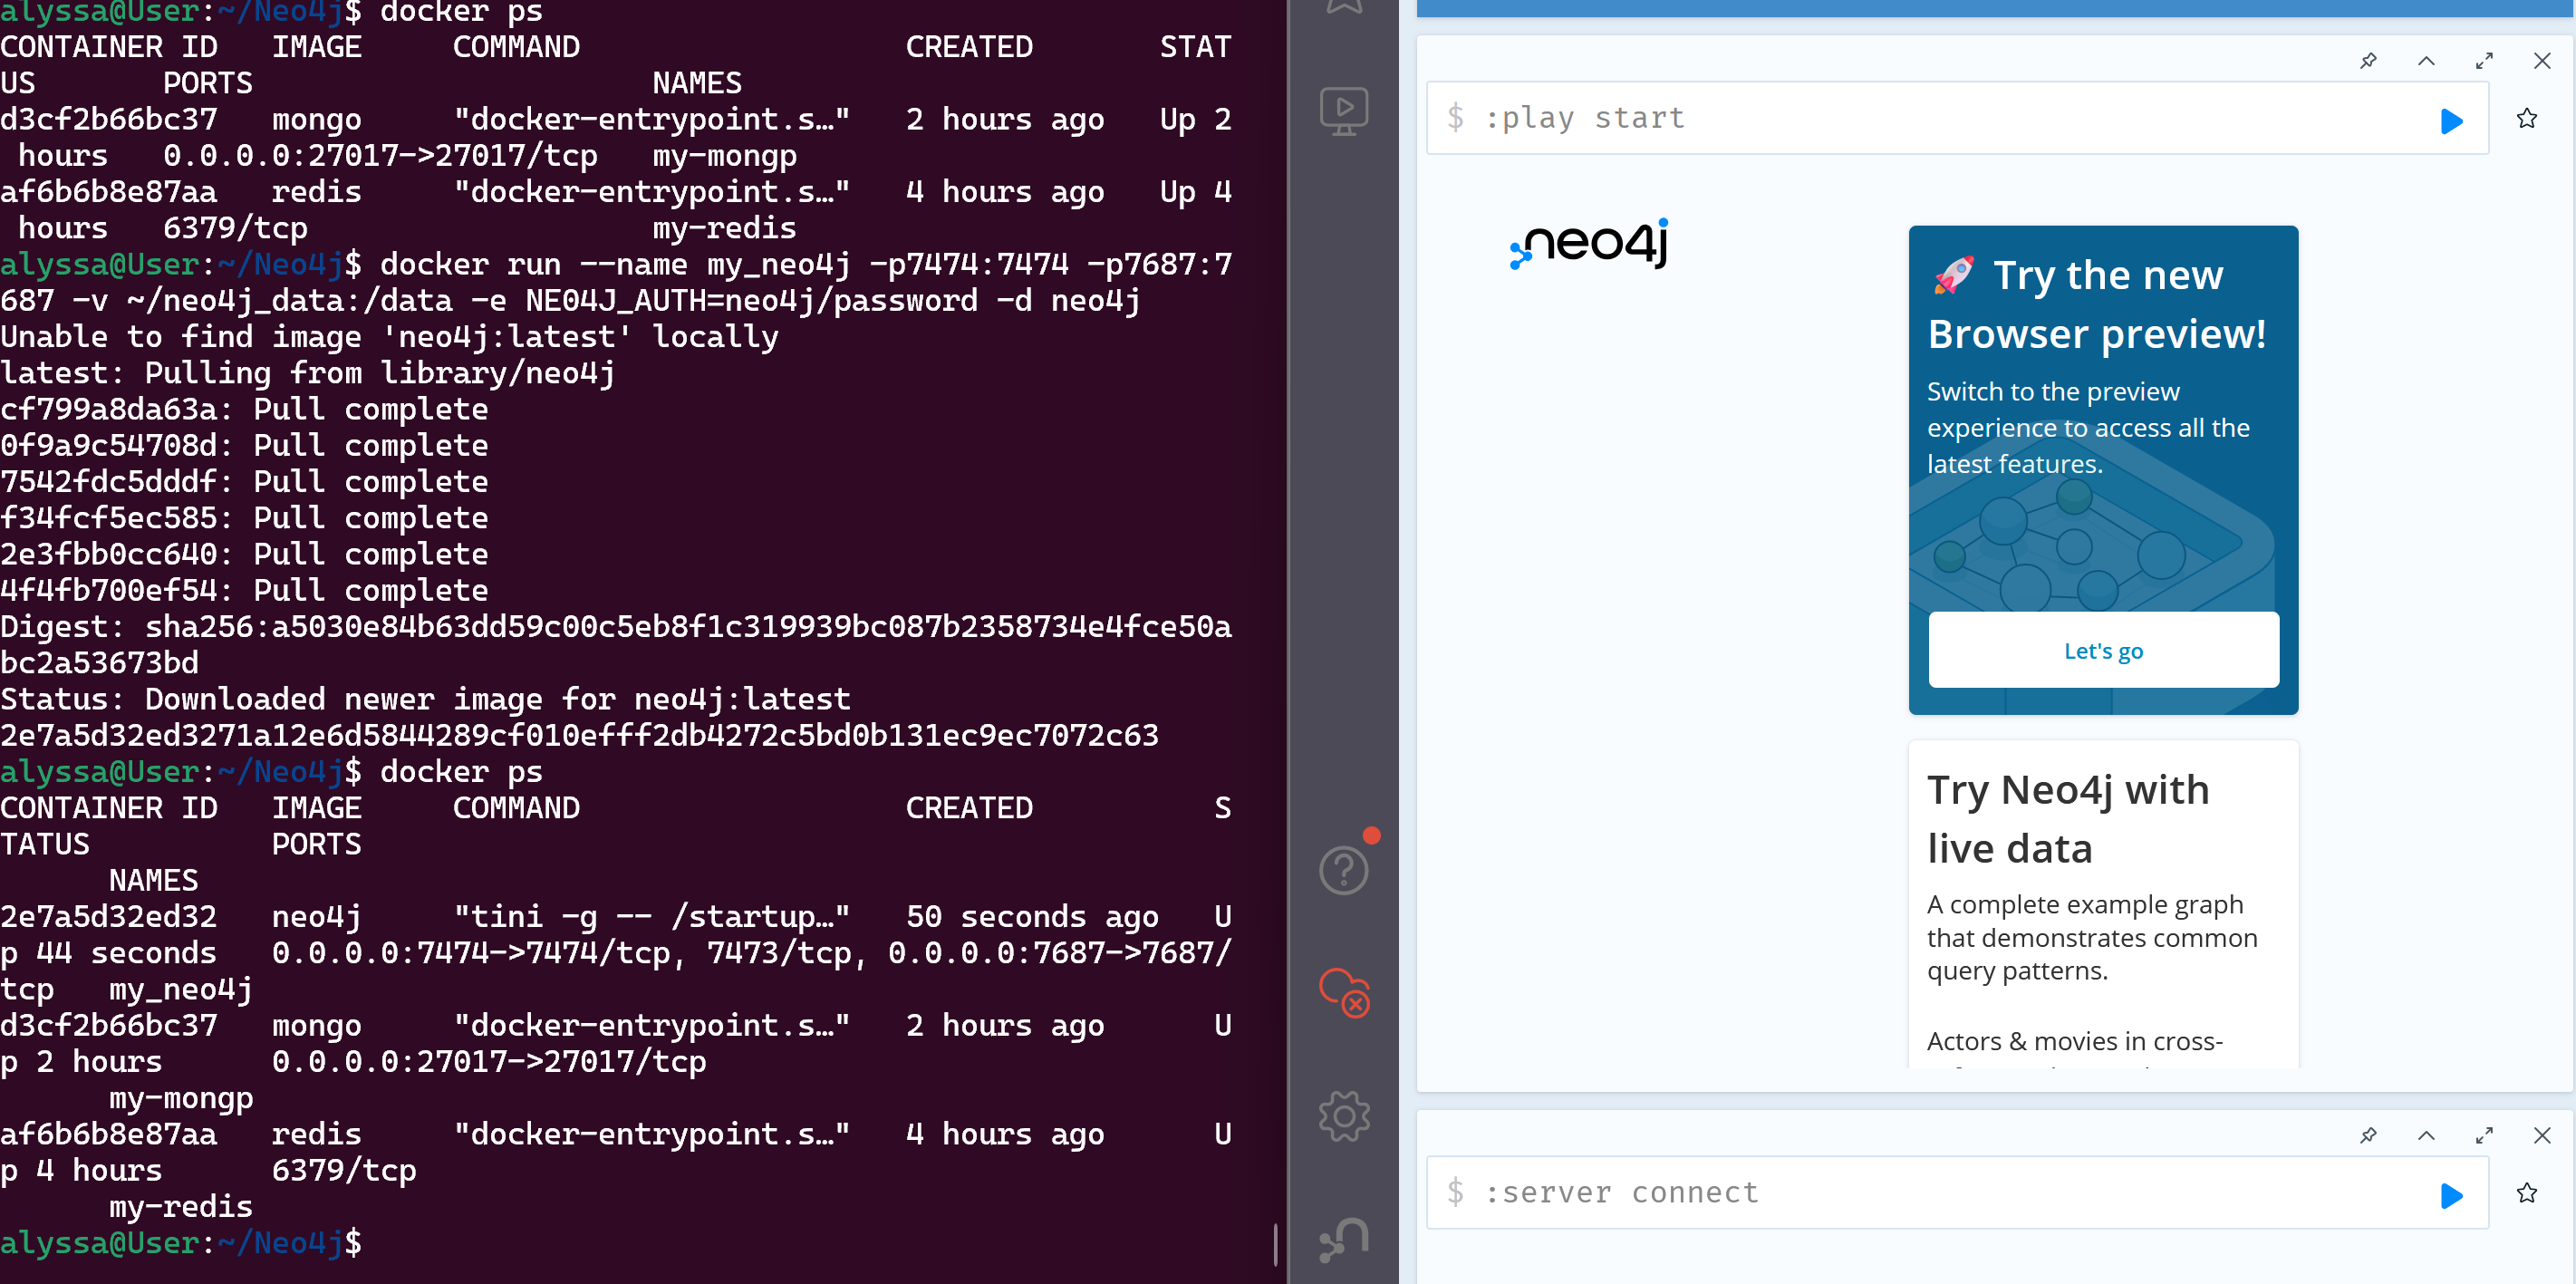 alyssa@User:~/Neo4j$ docker ps
CONTAINER ID   IMAGE     COMMAND                  CREATED       STAT
US       PORTS                      NAMES
d3cf2b66bc37   mongo     "docker-entrypoint.s…"   2 hours ago   Up 2
 hours   0.0.0.0:27017->27017/tcp   my-mongp
af6b6b8e87aa   redis     "docker-entrypoint.s…"   4 hours ago   Up 4
 hours   6379/tcp                   my-redis
alyssa@User:~/Neo4j$ docker run --name my_neo4j -p7474:7474 -p7687:7
687 -v ~/neo4j_data:/data -e NEO4J_AUTH=neo4j/password -d neo4j
Unable to find image 'neo4j:latest' locally
latest: Pulling from library/neo4j
cf799a8da63a: Pull complete
0f9a9c54708d: Pull complete
7542fdc5dddf: Pull complete
f34fcf5ec585: Pull complete
2e3fbb0cc640: Pull complete
4f4fb700ef54: Pull complete
Digest: sha256:a5030e84b63dd59c00c5eb8f1c319939bc087b2358734e4fce50a
bc2a53673bd
Status: Downloaded newer image for neo4j:latest
2e7a5d32ed3271a12e6d5844289cf010efff2db4272c5bd0b131ec9ec7072c63
alyssa@User:~/Neo4j$ docker ps
CONTAINER ID   IMAGE     COMMAND                  CREATED          S
TATUS          PORTS
      NAMES
2e7a5d32ed32   neo4j     "tini -g -- /startup…"   50 seconds ago   U
p 44 seconds   0.0.0.0:7474->7474/tcp, 7473/tcp, 0.0.0.0:7687->7687/
tcp   my_neo4j
d3cf2b66bc37   mongo     "docker-entrypoint.s…"   2 hours ago      U
p 2 hours      0.0.0.0:27017->27017/tcp
      my-mongp
af6b6b8e87aa   redis     "docker-entrypoint.s…"   4 hours ago      U
p 4 hours      6379/tcp
      my-redis
alyssa@User:~/Neo4j$
$ :play start
neo4j
🚀 Try the new
Browser preview!
Switch to the preview
experience to access all the
latest features.
Let's go
Try Neo4j with
live data
A complete example graph
that demonstrates common
query patterns.
Actors & movies in cross-
$ :server connect